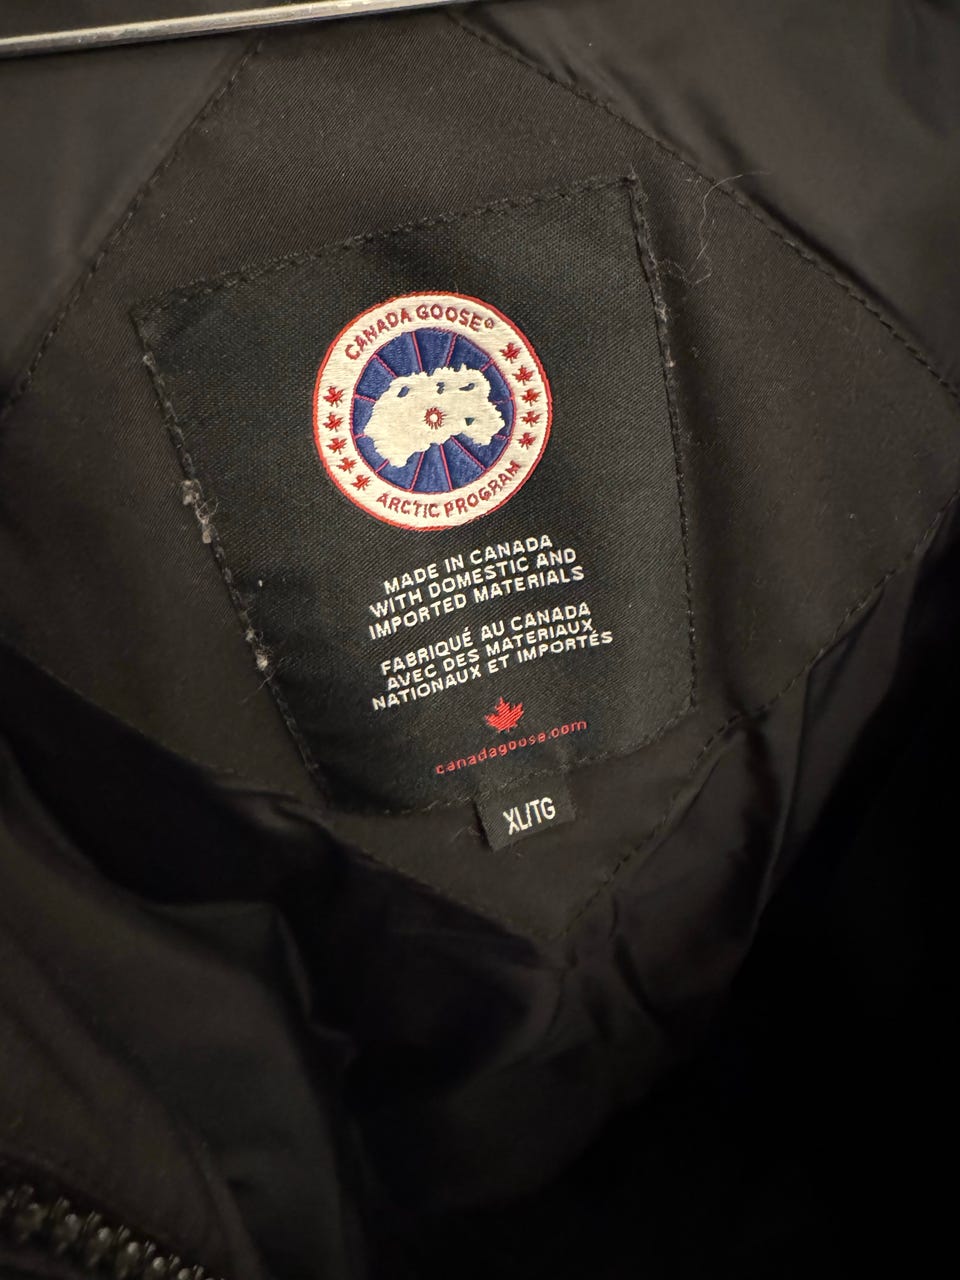 CANADA GOOSE®
ARCTIC PROGRAM
MADE IN CANADA
WITH DOMESTIC AND
IMPORTED MATERIALS
FABRIQUÉ AU CANADA
AVEC DES MATERIAUX
NATIONAUX ET IMPORTÉS
canadagoose.com
XL/TG